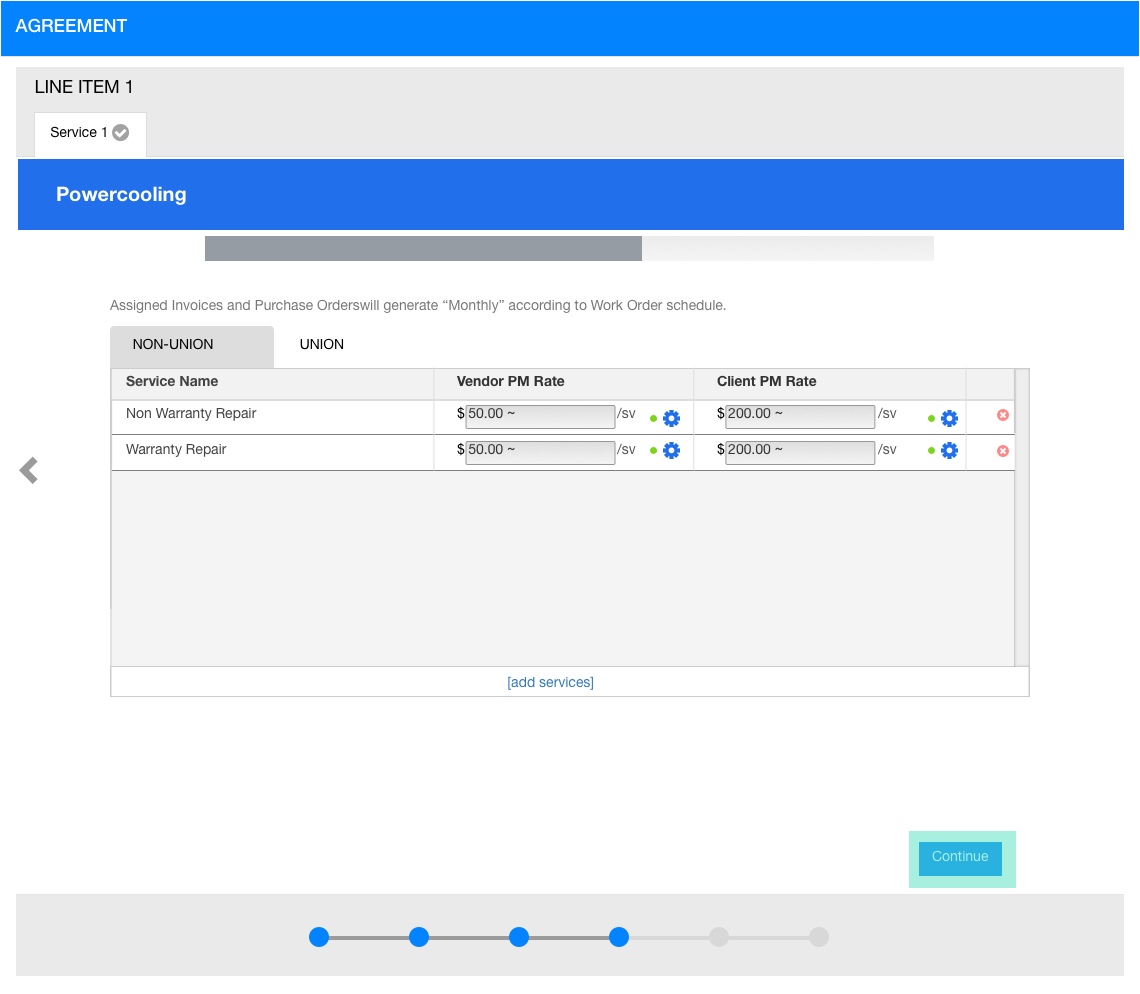 AGREEMENT
LINE ITEM 1
Service 1
Powercooling
Assigned Invoices and Purchase Orderswill generate “Monthly” according to Work Order schedule.
NON-UNION UNION
Service Name Vendor PM Rate Client PM Rate
Non Warranty Repair $50.00 ~ /sv $200.00 ~ /sv
Warranty Repair $50.00 ~ /sv $200.00 ~ /sv
[add services]
Continue